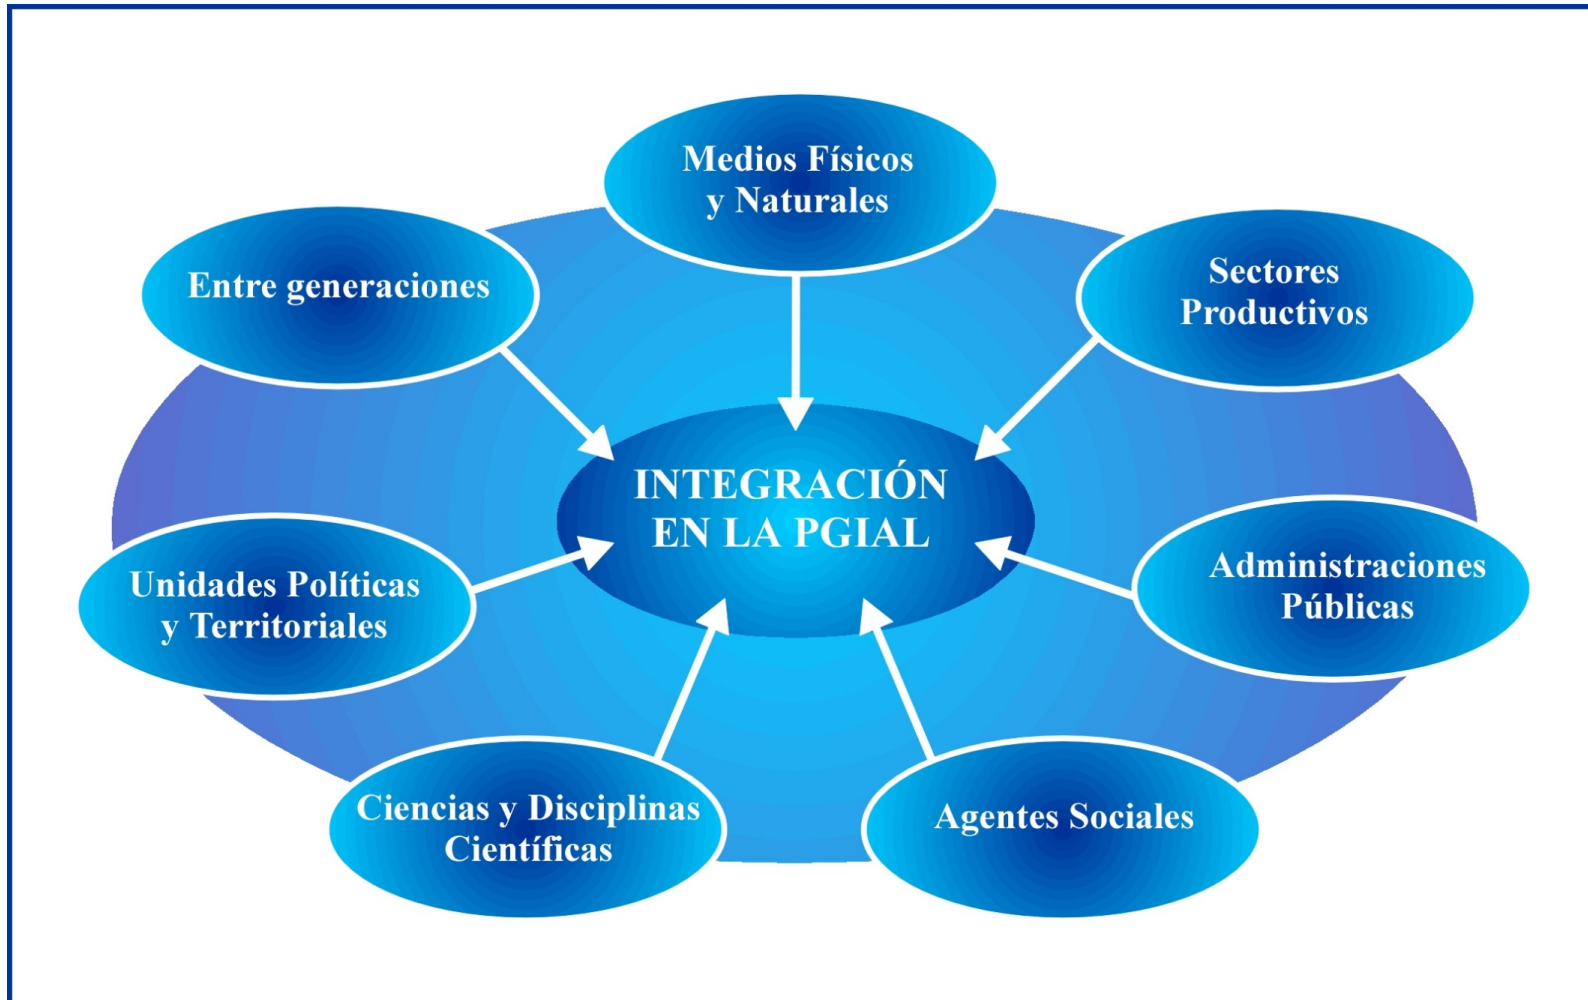 Medios Físicos
y Naturales
Entre generaciones
Sectores
Productivos
INTEGRACIÓN
EN LA PGIAL
Unidades Políticas
y Territoriales
Administraciones
Públicas
Ciencias y Disciplinas
Científicas
Agentes Sociales